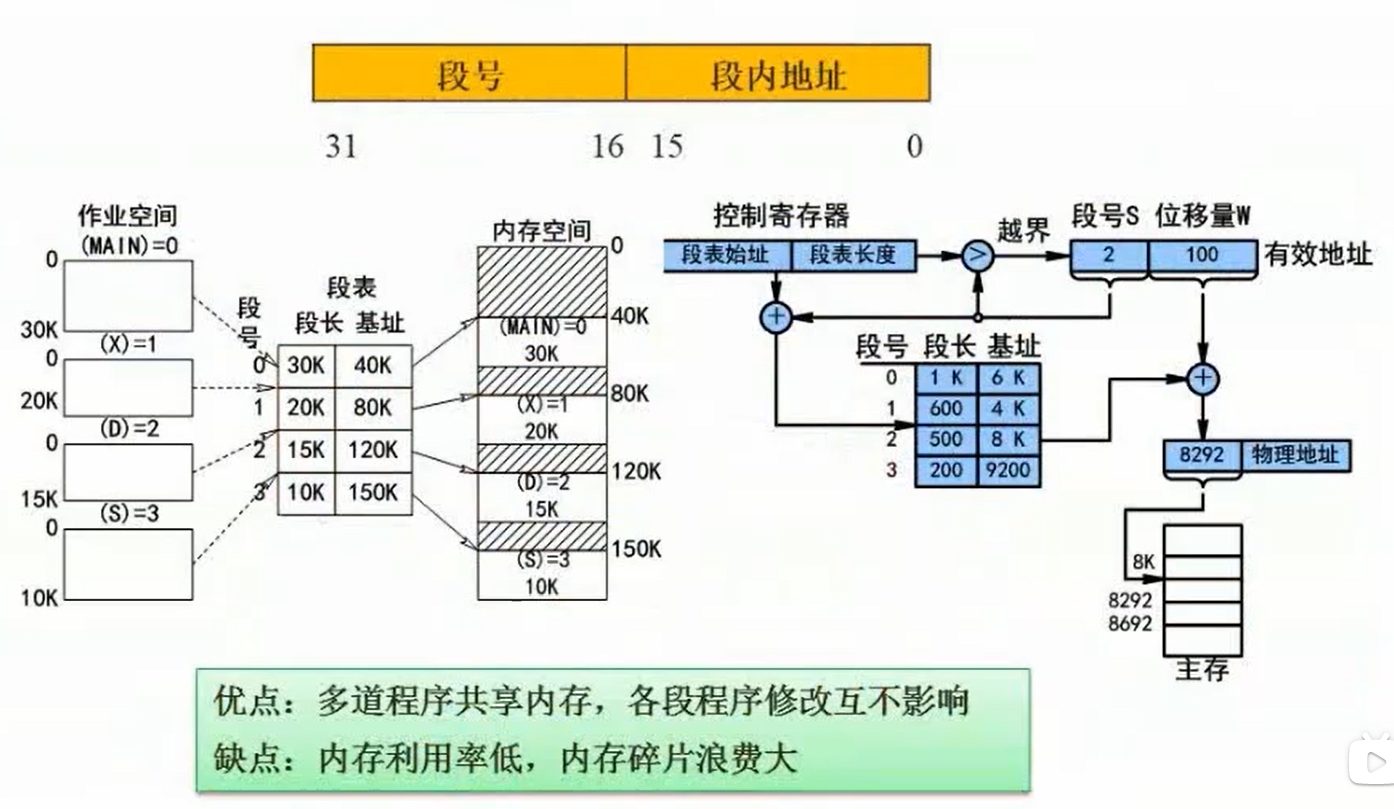 段号 段内地址
31 16 15 0
作业空间
(MAIN)=0
0
30K
(X)=1
0
20K
(D)=2
0
15K
(S)=3
0
10K
段表
段号 段长 基址
0 30K 40K
1 20K 80K
2 15K 120K
3 10K 150K
内存空间
0
40K
(MAIN)=0
30K
80K
(X)=1
20K
120K
(D)=2
15K
150K
(S)=3
10K
控制寄存器
段表始址 段表长度
>
越界
段号S 位移量W
2 100 有效地址
+
段号 段长 基址
0 1 K 6 K
1 600 4 K
2 500 8 K
3 200 9200
+
8292 物理地址
8K
8292
8692
主存
优点：多道程序共享内存，各段程序修改互不影响
缺点：内存利用率低，内存碎片浪费大